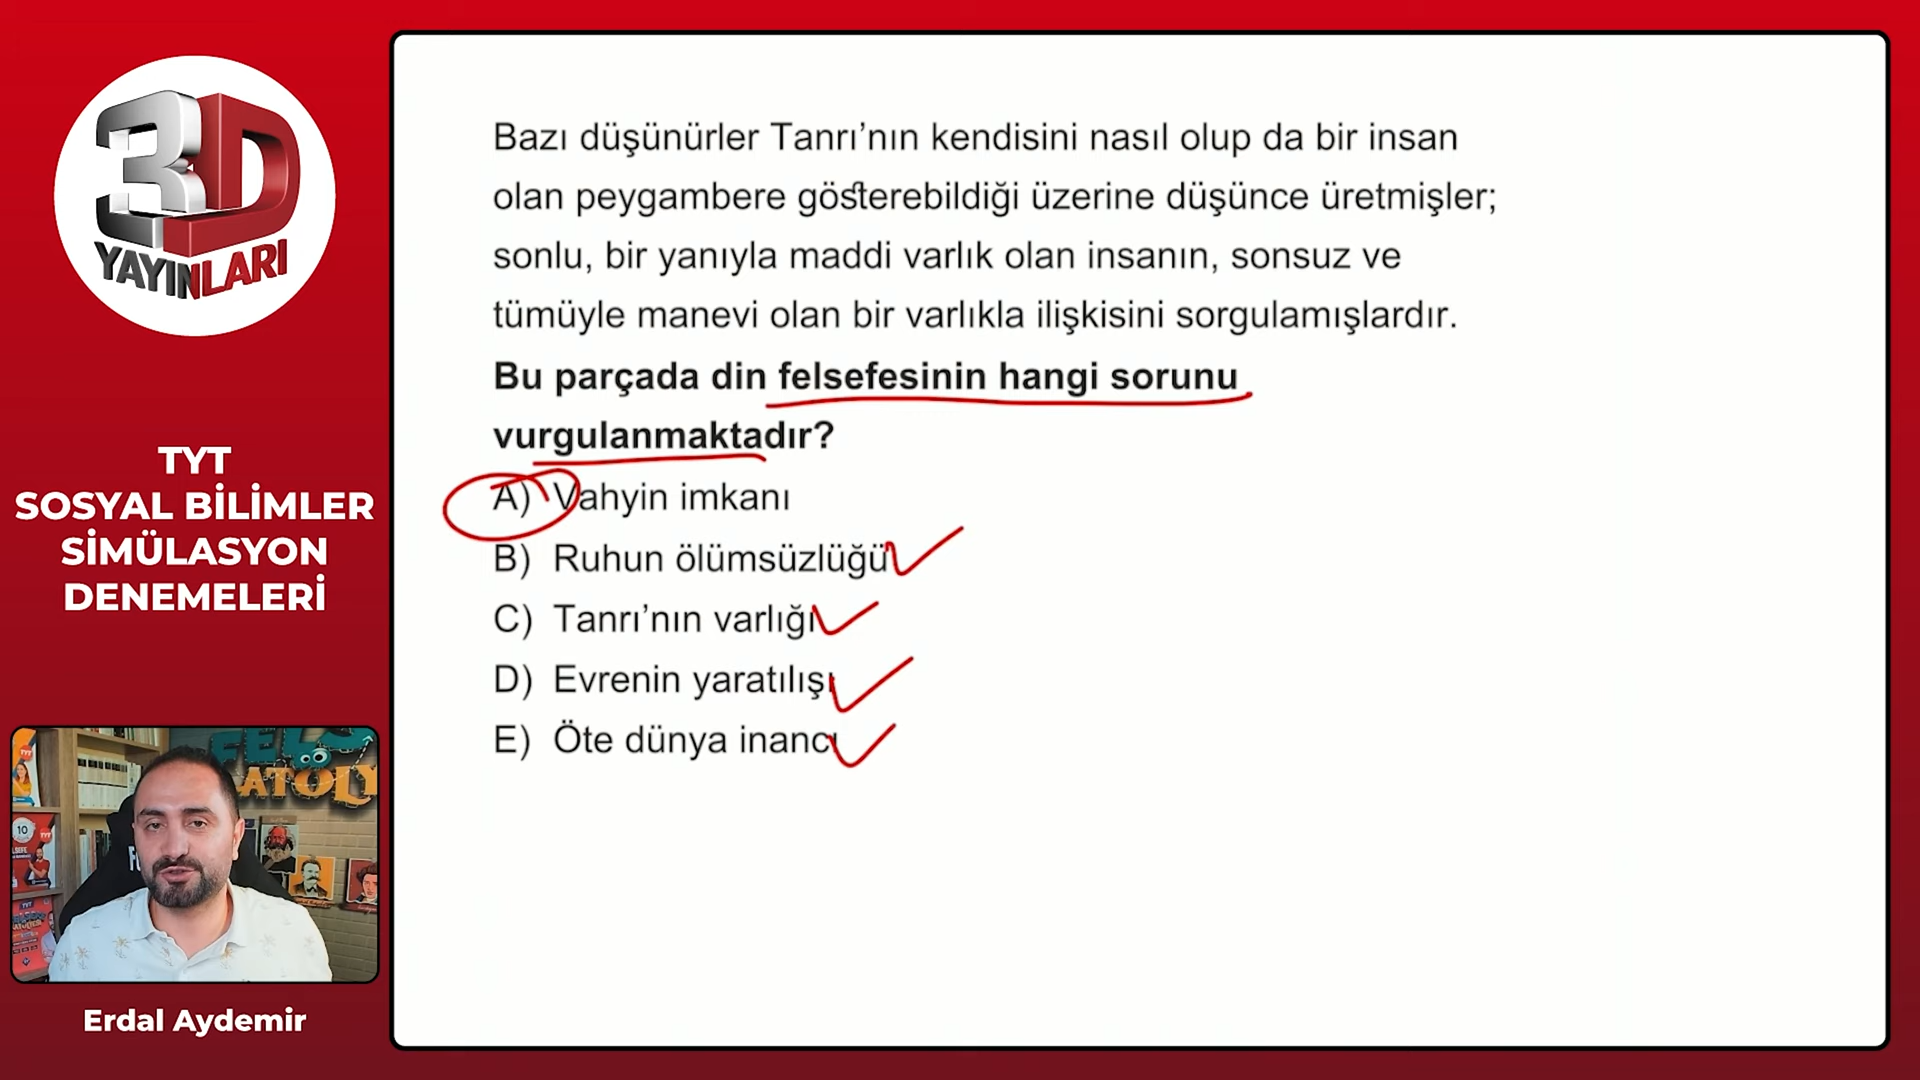 3D
YAYINLARI
TYT
SOSYAL BİLİMLER
SİMÜLASYON
DENEMELERİ
Erdal Aydemir
Bazı düşünürler Tanrı’nın kendisini nasıl olup da bir insan
olan peygambere gösterebildiği üzerine düşünce üretmişler;
sonlu, bir yanıyla maddi varlık olan insanın, sonsuz ve
tümüyle manevi olan bir varlıkla ilişkisini sorgulamışlardır.
Bu parçada din felsefesinin hangi sorunu
vurgulanmaktadır?
A) Vahyin imkanı
B) Ruhun ölümsüzlüğü
C) Tanrı’nın varlığı
D) Evrenin yaratılışı
E) Öte dünya inancı